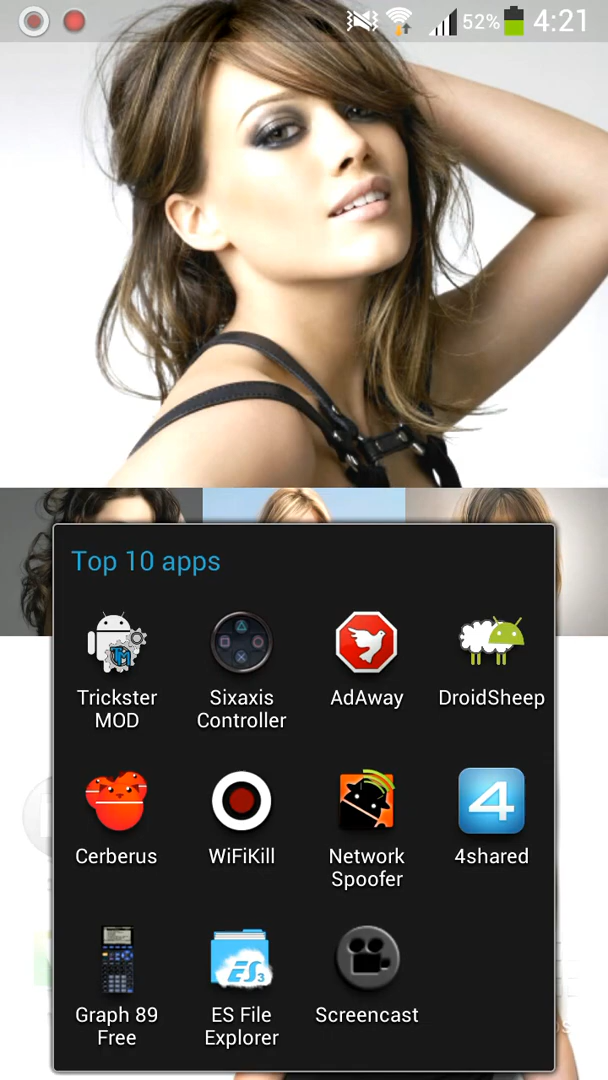 52% 4:21
Top 10 apps
Trickster
MOD
Sixaxis
Controller
AdAway
DroidSheep
Cerberus
WiFiKill
Network
Spoofer
4shared
Graph 89
Free
ES File
Explorer
Screencast